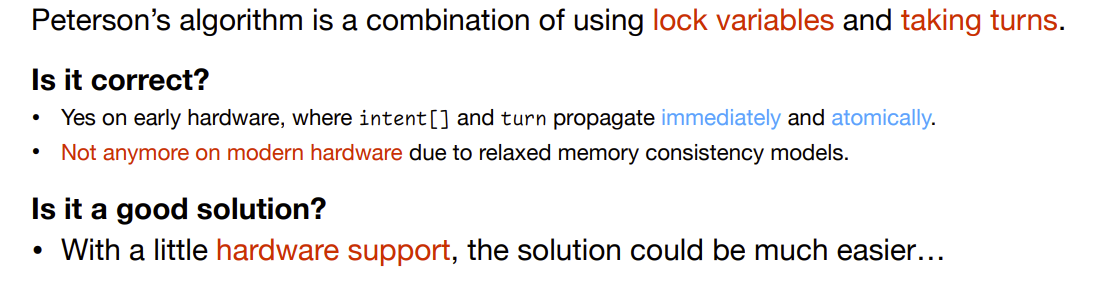 Peterson’s algorithm is a combination of using lock variables and taking turns.
Is it correct?
• Yes on early hardware, where intent[] and turn propagate immediately and atomically.
• Not anymore on modern hardware due to relaxed memory consistency models.
Is it a good solution?
• With a little hardware support, the solution could be much easier…